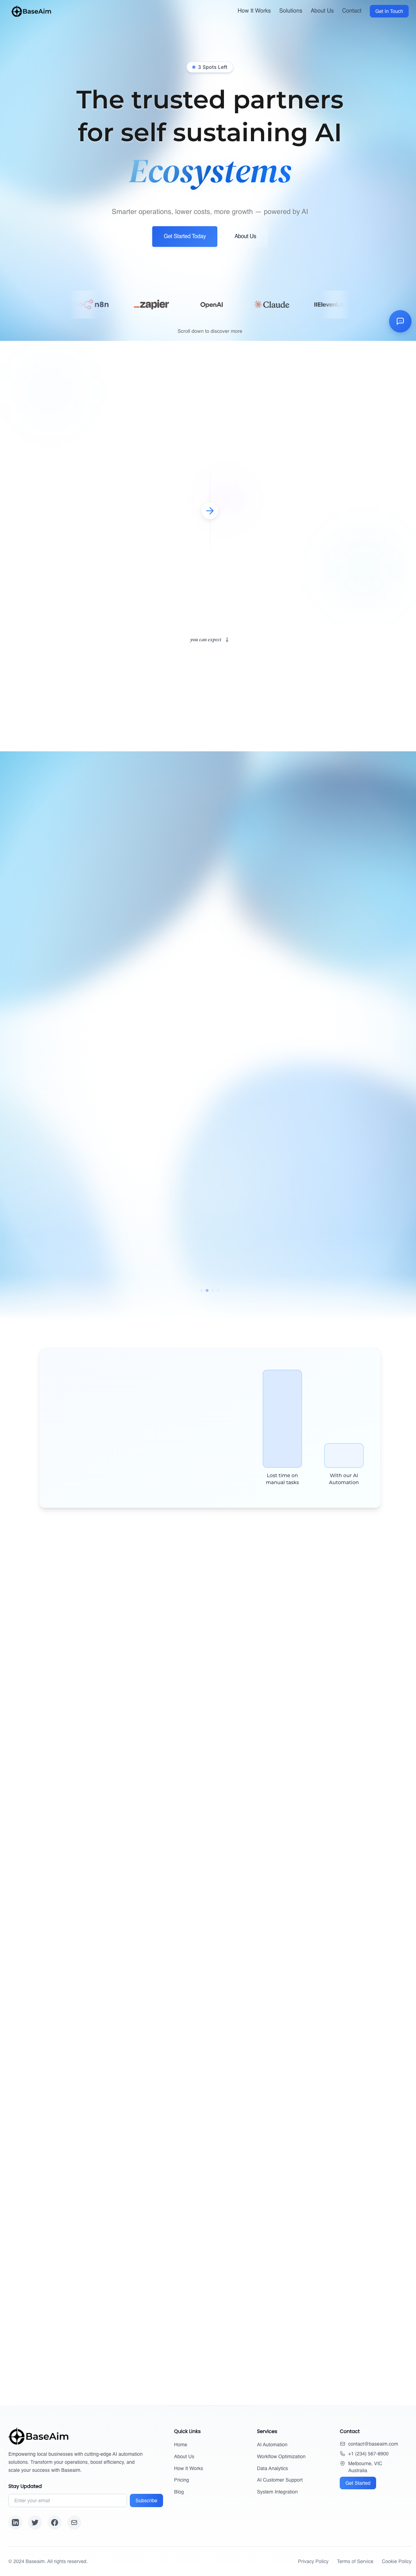 BaseAim
How It Works
Solutions
About Us
Contact
Get In Touch
3 Spots Left
The trusted partners
for self sustaining AI
Ecosystems
Smarter operations, lower costs, more growth — powered by AI
Get Started Today
About Us
n8n
zapier
OpenAI
Claude
IIEleven
Scroll down to discover more
you can expect ↓
Lost time on
manual tasks
With our AI
Automation
BaseAim
Empowering local businesses with cutting-edge AI automation
solutions. Transform your operations, boost efficiency, and
scale your success with Baseaim.
Stay Updated
Enter your email
Subscribe
Quick Links
Home
About Us
How It Works
Pricing
Blog
Services
AI Automation
Workflow Optimization
Data Analytics
AI Customer Support
System Integration
Contact
contact@baseaim.com
+1 (234) 567-8900
Melbourne, VIC
Australia
Get Started
© 2024 Baseaim. All rights reserved.
Privacy Policy
Terms of Service
Cookie Policy